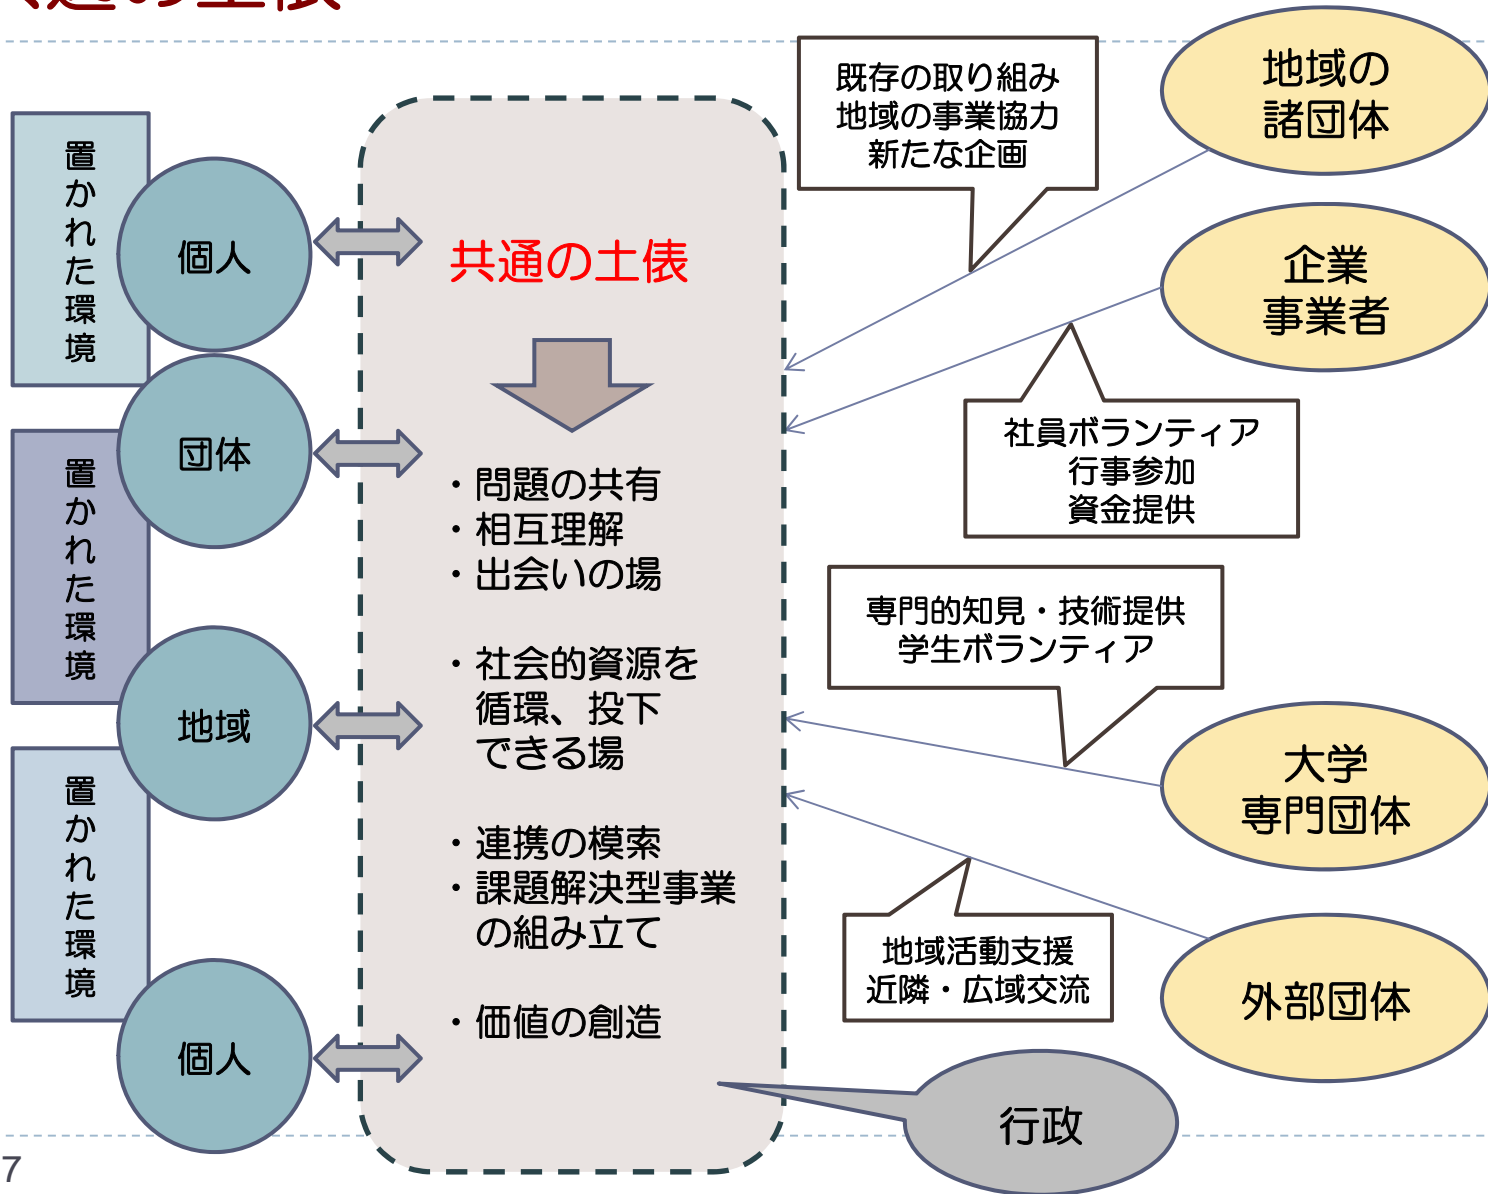 通の土俵
置かれた環境
置かれた環境
置かれた環境
個人
団体
地域
個人
共通の土俵
・問題の共有
・相互理解
・出会いの場
・社会的資源を
循環、投下
できる場
・連携の模索
・課題解決型事業
の組み立て
・価値の創造
既存の取り組み
地域の事業協力
新たな企画
地域の
諸団体
企業
事業者
社員ボランティア
行事参加
資金提供
専門的知見・技術提供
学生ボランティア
大学
専門団体
地域活動支援
近隣・広域交流
外部団体
行政
7